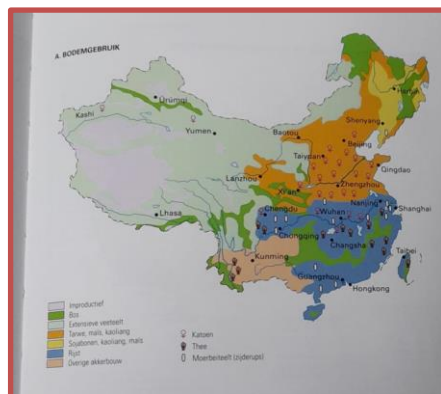 A. BODEMGEBRUIK
Harbin
Ürümqi
Kashi
Shenyang
Yumen
Baotou
Beijing
Taiyuan
Qingdao
Lanzhou
Zhengzhou
Xi'an
Nanjing
Shanghai
Chengdu
Wuhan
Lhasa
Chongqing
Changsha
Taibei
Kunming
Guangzhou
Hongkong
Improductief
Bos
Extensieve veeteelt
Tarwe, maïs, kaoliang
Sojabonen, kaoliang, maïs
Rijst
Overige akkerbouw
Katoen
Thee
Moerbeiteelt (zijderups)